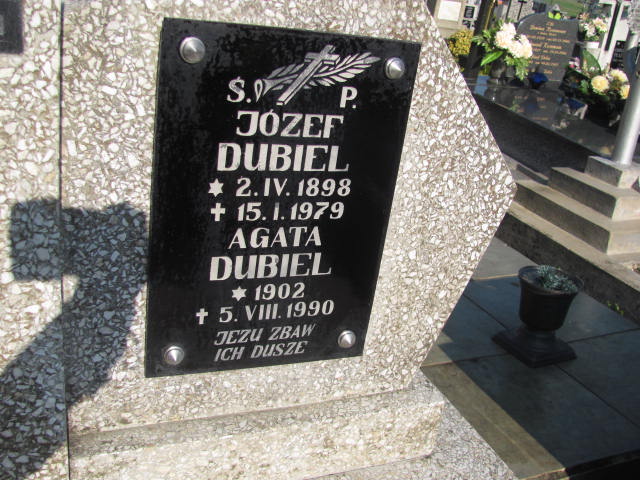 Ś. P.
JÓZEF
DUBIEL
* 2. IV. 1898
+ 15. I. 1979
AGATA
DUBIEL
* 1902
+ 5. VIII. 1990
JEZU ZBAW
ICH DUSZE